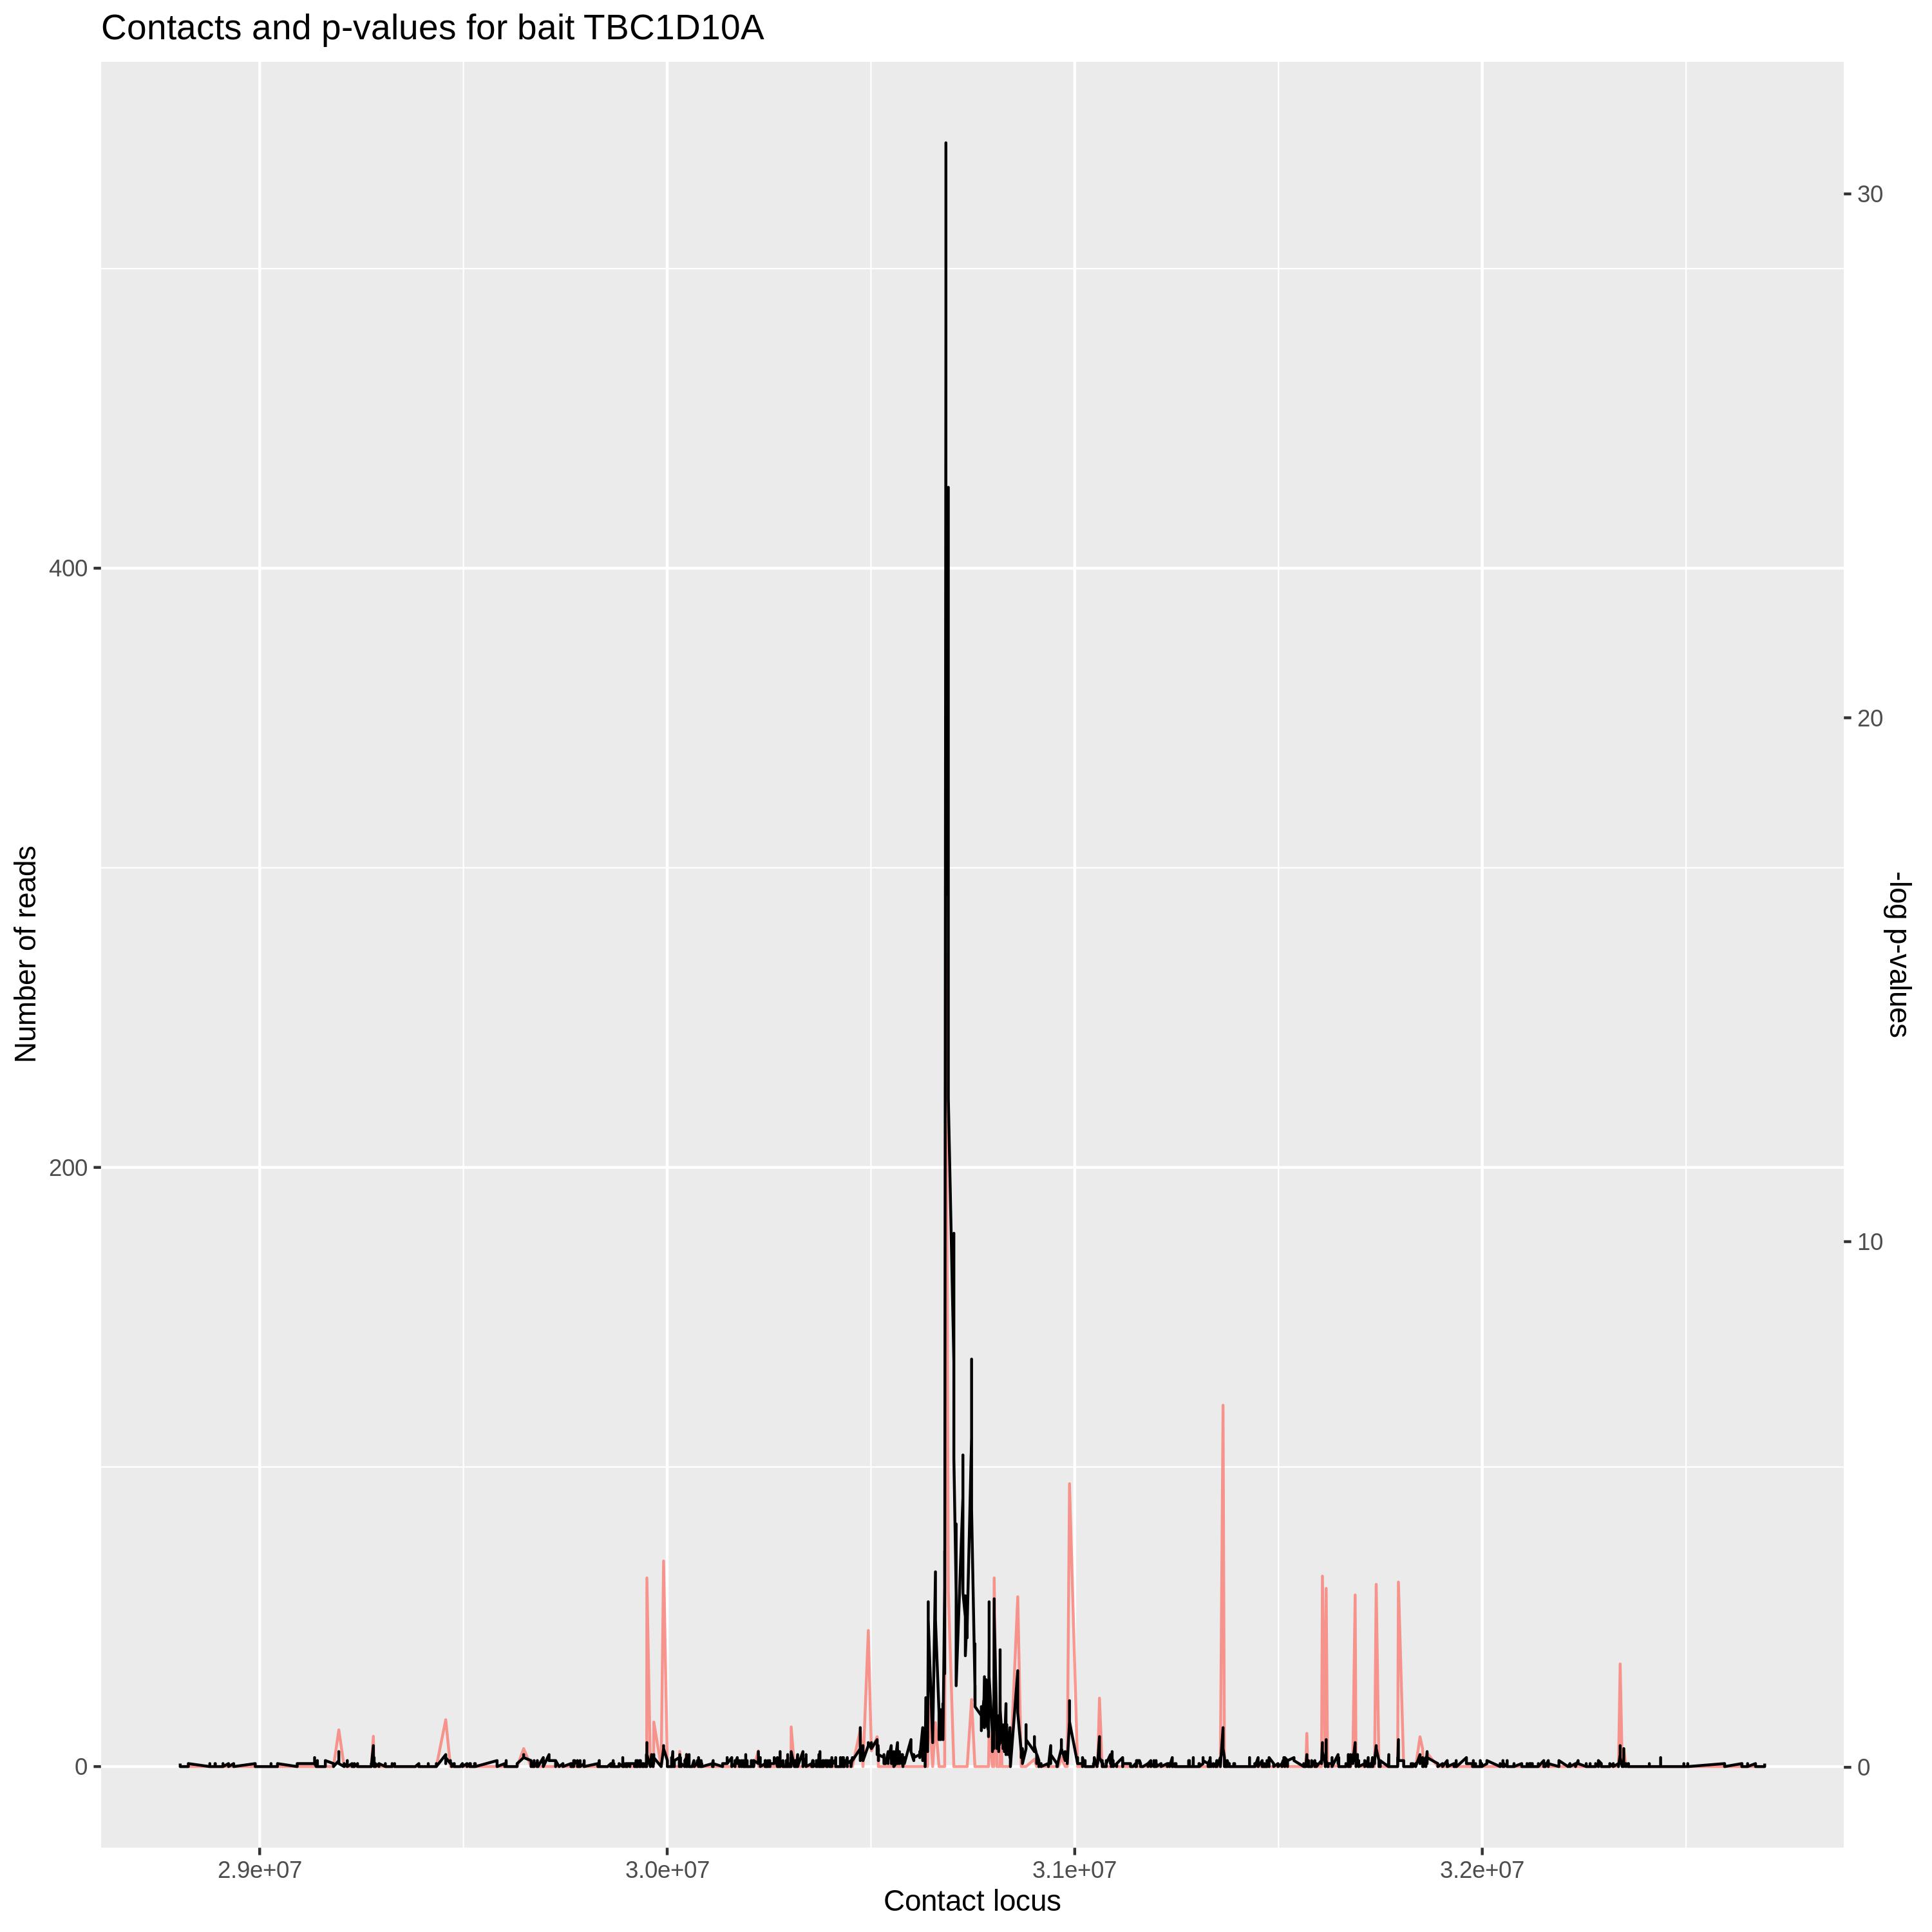 Contacts and p-values for bait TBC1D10A
Number of reads
400
200
0
30
20
10
0
-log p-values
2.9e+07
3.0e+07
3.1e+07
3.2e+07
Contact locus